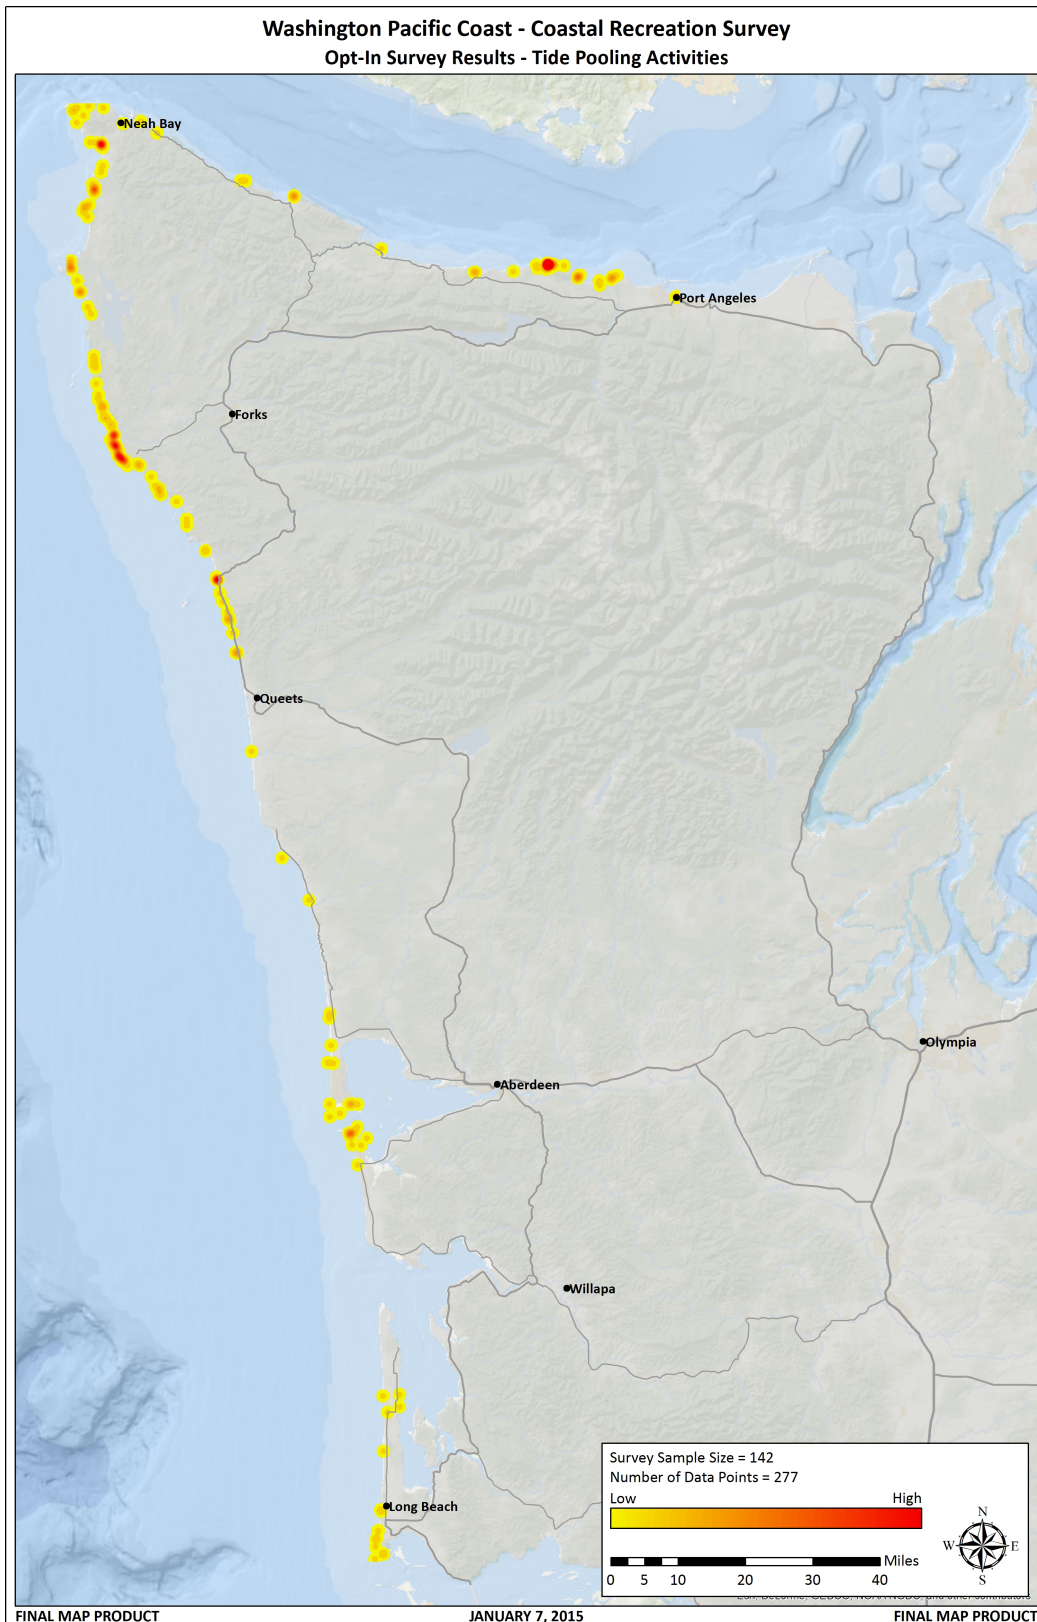 Washington Pacific Coast - Coastal Recreation Survey
Opt-In Survey Results - Tide Pooling Activities
Neah Bay
Port Angeles
Forks
Queets
Olympia
Aberdeen
Willapa
Long Beach
Survey Sample Size = 142
Number of Data Points = 277
Low High
N
W E
S
Miles
0 5 10 20 30 40
FINAL MAP PRODUCT JANUARY 7, 2015 FINAL MAP PRODUCT